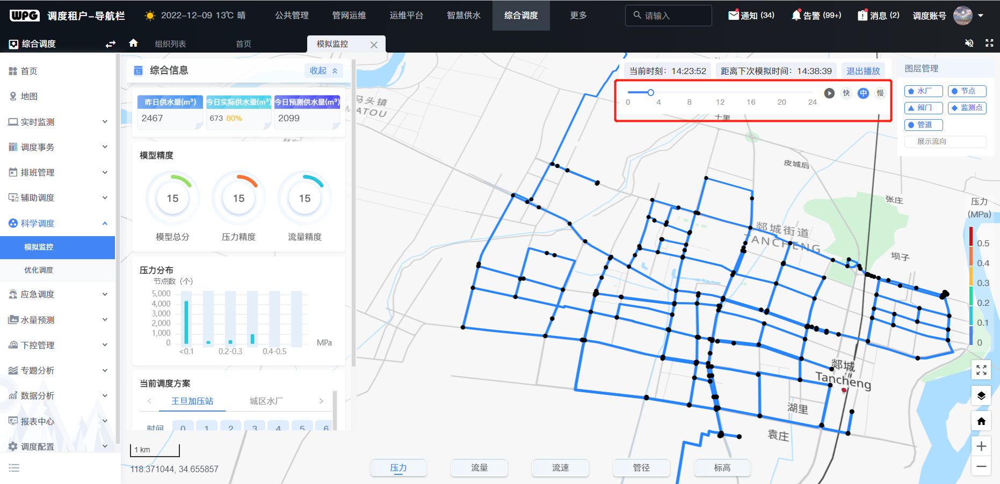 WPG 调度租户-导航栏 2022-12-09 13℃ 晴 公共管理 管网运维 运维平台 智慧供水 综合调度 更多 请输入 通知 (34) 告警 (99+) 消息 (2) 调度账号
综合调度 组织列表 首页 模拟监控
首页
地图
实时监测
调度事务
排班管理
辅助调度
科学调度
模拟监控
优化调度
应急调度
水量预测
下控管理
专题分析
数据分析
报表中心
调度配置
综合信息 收起
昨日供水量(m³) 今日实际供水量(m³) 今日预测供水量(m³)
2467 673 80% 2099
模型精度
15 15 15
模型总分 压力精度 流量精度
压力分布
节点数（个）
5,000
4,000
3,000
2,000
1,000
0 MPa
<0.1 0.2-0.3 0.4-0.5
当前调度方案
王旦加压站 城区水厂
时间 0 1 2 3 4 5 6
1 km
118.371044, 34.655857
当前时刻：14:23:52 距离下次模拟时间：14:38:39 退出播放
快 中 慢
0 4 8 12 16 20 24
图层管理
水厂 节点
阀门 监测点
管道
展示流向
马头镇
MATOU
十里
皮城后
张庄
郯城街道
TANCHENG
坝子
郯城
Tancheng
湖里
袁庄
压力
(MPa)
0.5
0.4
0.3
0.2
0.1
0
压力 流量 流速 管径 标高